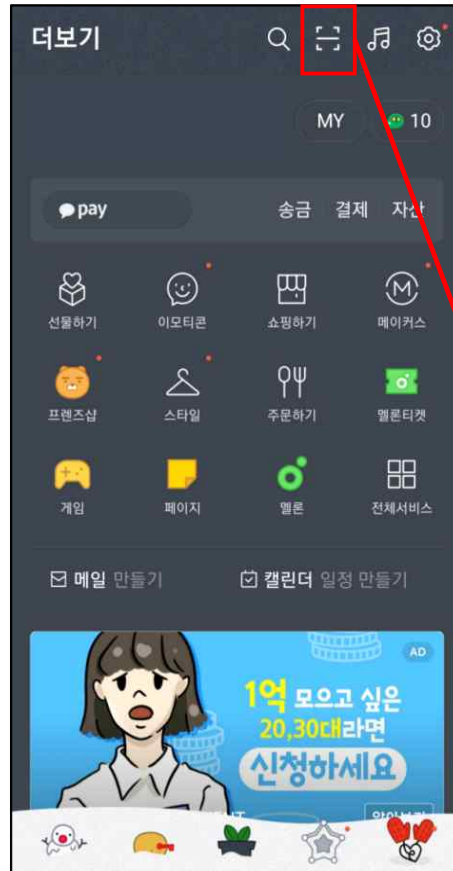 더보기
MY 10
pay 송금 결제 자산
선물하기 이모티콘 쇼핑하기 메이커스
프렌즈샵 스타일 주문하기 멜론티켓
게임 페이지 멜론 전체서비스
메일 만들기 캘린더 일정 만들기
AD
1억 모으고 싶은
20,30대라면
신청하세요